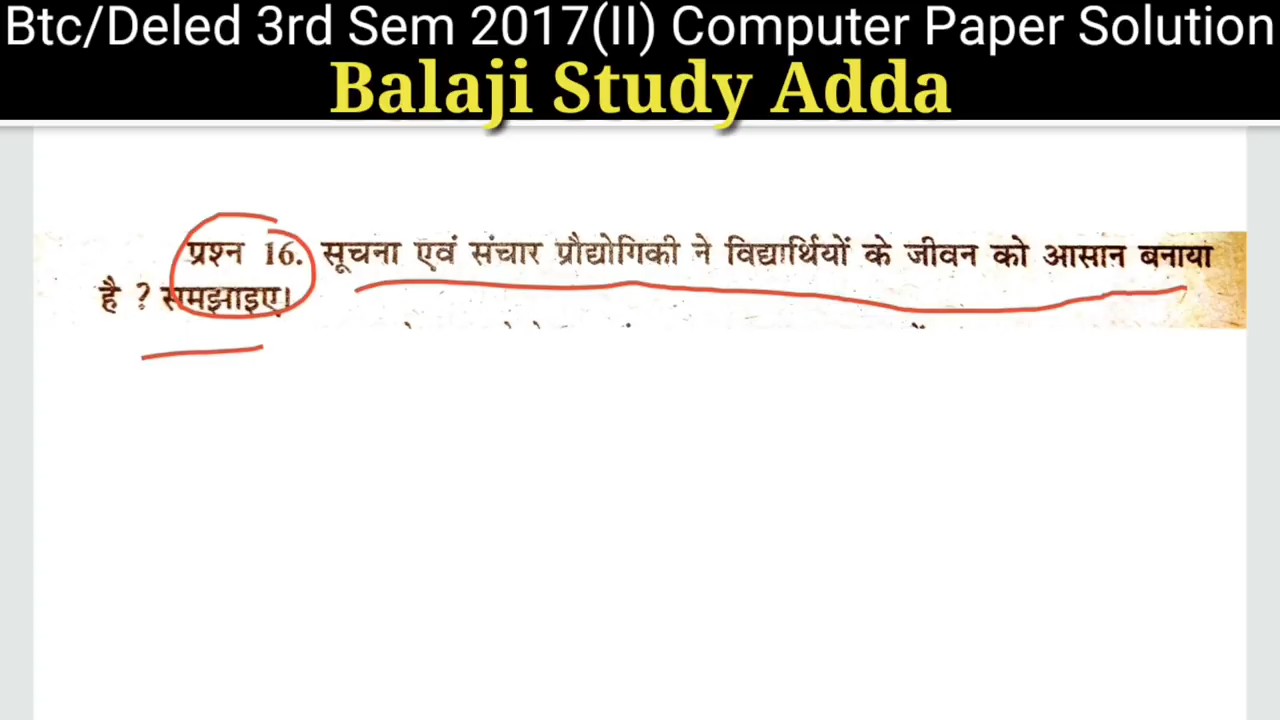 Btc/Deled 3rd Sem 2017(II) Computer Paper Solution
Balaji Study Adda
प्रश्न 16. सूचना एवं संचार प्रौद्योगिकी ने विद्यार्थियों के जीवन को आसान बनाया
है ? समझाइए।